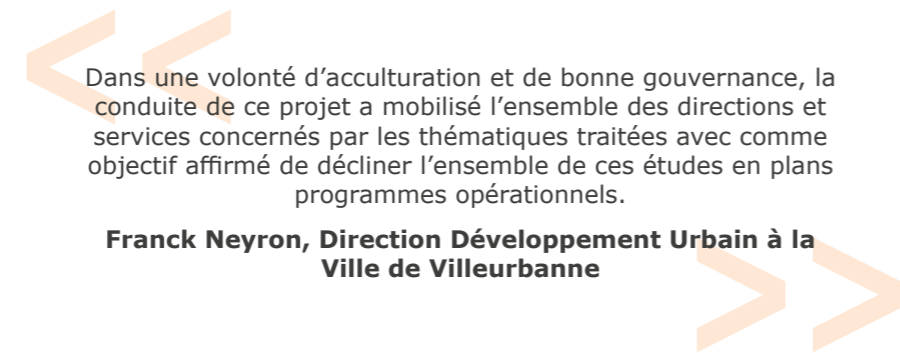 Dans une volonté d’acculturation et de bonne gouvernance, la
conduite de ce projet a mobilisé l’ensemble des directions et
services concernés par les thématiques traitées avec comme
objectif affirmé de décliner l’ensemble de ces études en plans
programmes opérationnels.
Franck Neyron, Direction Développement Urbain à la
Ville de Villeurbanne